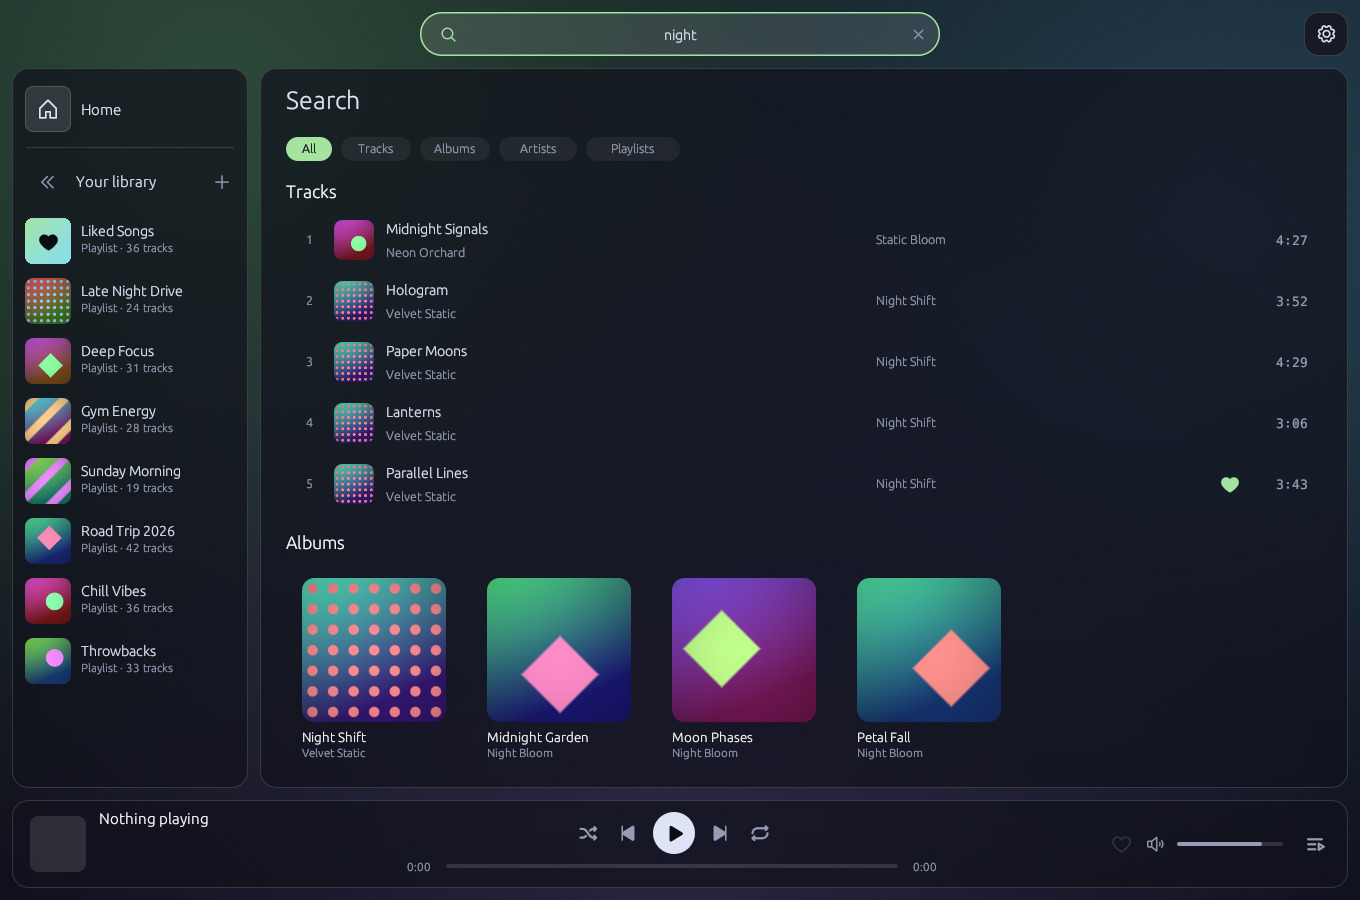 night
Home
Your library
Liked Songs
Playlist · 36 tracks
Late Night Drive
Playlist · 24 tracks
Deep Focus
Playlist · 31 tracks
Gym Energy
Playlist · 28 tracks
Sunday Morning
Playlist · 19 tracks
Road Trip 2026
Playlist · 42 tracks
Chill Vibes
Playlist · 36 tracks
Throwbacks
Playlist · 33 tracks
Search
All Tracks Albums Artists Playlists
Tracks
1 Midnight Signals Static Bloom 4:27
Neon Orchard
2 Hologram Night Shift 3:52
Velvet Static
3 Paper Moons Night Shift 4:29
Velvet Static
4 Lanterns Night Shift 3:06
Velvet Static
5 Parallel Lines Night Shift 3:43
Velvet Static
Albums
Night Shift Midnight Garden Moon Phases Petal Fall
Velvet Static Night Bloom Night Bloom Night Bloom
Nothing playing
0:00 0:00